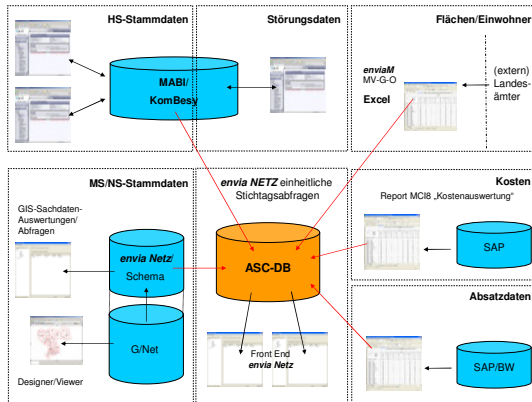 HS-Stammdaten
Störungsdaten
Flächen/Einwohner
MABI/
KomBesy
enviaM
MV-G-O
Excel
(extern)
Landes-
ämter
MS/NS-Stammdaten
GIS-Sachdaten-
Auswertungen/
Abfragen
envia Netz/
Schema
G/Net
Designer/Viewer
envia NETZ einheitliche
Stichtagsabfragen
ASC-DB
Front End
envia Netz
Kosten
Report MCI8 „Kostenauswertung“
SAP
Absatzdaten
SAP/BW